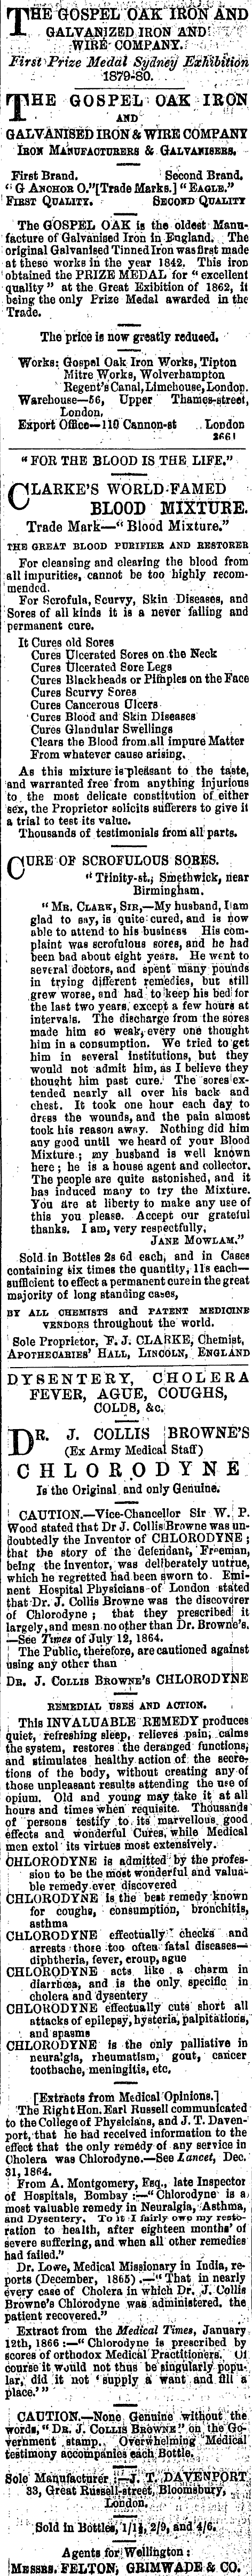 THE GOSPEL OAK IRON AND
GALVANIZED IRON AND
WIRE COMPANY.
First Prize Medal Sydney Exhibition
1879-80.
THE GOSPEL OAK IRON
AND
GALVANISED IRON & WIRE COMPANY
IRON MANUFACTURERS & GALVANISERS.
First Brand. Second Brand.
"G ANCHOR O."[Trade Marks.] "EAGLE."
FIRST QUALITY. SECOND QUALITY
The GOSPEL OAK is the oldest Manu-
facture of Galvanised Iron in England. The
original Galvanised Tinned Iron was first made
at these works in the year 1842. This iron
obtained the PRIZE MEDAL for "excellent
quality" at the Great Exhibition of 1862, it
being the only Prize Medal awarded in the
Trade.
The price is now greatly reduced.
Works: Gospel Oak Iron Works, Tipton
Mitre Works, Wolverhampton
Regent's Canal, Limehouse, London.
Warehouse—56, Upper Thames-street,
London,
Export Office—110 Cannon-st London
2661
"FOR THE BLOOD IS THE LIFE."
CLARKE'S WORLD-FAMED
BLOOD MIXTURE.
Trade Mark—"Blood Mixture."
THE GREAT BLOOD PURIFIER AND RESTORER
For cleansing and clearing the blood from
all impurities, cannot be too highly recom-
mended.
For Scrofula, Scurvy, Skin Diseases, and
Sores of all kinds it is a never failing and
permanent cure.
It Cures old Sores
Cures Ulcerated Sores on the Neck
Cures Ulcerated Sore Legs
Cures Blackheads or Pimples on the Face
Cures Scurvy Sores
Cures Cancerous Ulcers
Cures Blood and Skin Diseases
Cures Glandular Swellings
Clears the Blood from all impure Matter
From whatever cause arising.
As this mixture is pleasant to the taste,
and warranted free from anything injurious
to the most delicate constitution of either
sex, the Proprietor solicits sufferers to give it
a trial to test its value.
Thousands of testimonials from all parts.
CURE OF SCROFULOUS SORES.
"Trinity-st., Smethwick, near
Birmingham.
"MR. CLARK, SIR,—My husband, I am
glad to say, is quite cured, and is now
able to attend to his business His com-
plaint was scrofulous sores, and he had
been bad about eight years. He went to
several doctors, and spent many pounds
in trying different remedies, but still
grew worse, and had to keep his bed for
the last two years, except a few hours at
intervals. The discharge from the sores
made him so weak, every one thought
him in a consumption. We tried to get
him in several institutions, but they
would not admit him, as I believe they
thought him past cure. The sores ex-
tended nearly all over his back and
chest. It took one hour each day to
dress the wounds, and the pain almost
took his reason away. Nothing did him
any good until we heard of your Blood
Mixture; my husband is well known
here; he is a house agent and collector.
The people are quite astonished, and it
has induced many to try the Mixture.
You are at liberty to make any use of
this you please. Accept our grateful
thanks. I am, very respectfully,
JANE MOWLAM."
Sold in Bottles 2s 6d each, and in Cases
containing six times the quantity, 11s each—
sufficient to effect a permanent cure in the great
majority of long standing cases,
BY ALL CHEMISTS and PATENT MEDICINE
VENDORS throughout the world.
Sole Proprietor, F. J. CLARKE, Chemist,
APOTHECARIES' HALL, LINCOLN, ENGLAND
DYSENTERY, CHOLERA
FEVER, AGUE, COUGHS,
COLDS, &c.
DR. J. COLLIS BROWNE'S
(Ex Army Medical Staff)
CHLORODYNE
Is the Original and only Genuine.
CAUTION.—Vice-Chancellor Sir W. P.
Wood stated that Dr J. Collis Browne was un-
doubtedly the Inventor of CHLORODYNE;
that the story of the defendant, Freeman,
being the inventor, was deliberately untrue,
which he regretted had been sworn to. Emi-
nent Hospital Physicians of London stated
that Dr. J. Collis Browne was the discoverer
of Chlorodyne; that they prescribed it
largely, and mean no other than Dr. Browne's.
—See Times of July 12, 1864.
The Public, therefore, are cautioned against
using any other than
DR. J. COLLIS BROWNE'S CHLORODYNE
REMEDIAL USES AND ACTION.
This INVALUABLE REMEDY produces
quiet, refreshing sleep, relieves pain, calms
the system, restores the deranged functions,
and stimulates healthy action of the secre-
tions of the body, without creating any of
those unpleasant results attending the use of
opium. Old and young may take it at all
hours and times when requisite. Thousands
of persons testify to its marvellous good
effects and wonderful Cures, while Medical
men extol its virtues most extensively.
CHLORODYNE is admitted by the profes-
sion to be the most wonderful and valua-
ble remedy ever discovered
CHLORODYNE is the best remedy known
for coughs, consumption, bronchitis,
asthma
CHLORODYNE effectually checks and
arrests those too often fatal diseases—
diphtheria, fever, croup, ague
CHLORODYNE acts like a charm in
diarrhœa, and is the only specific in
cholera and dysentery
CHLORODYNE effectually cuts short all
attacks of epilepsy, hysteria, palpitations,
and spasms
CHLORODYNE is the only palliative in
neuralgia, rheumatism, gout, cancer
toothache, meningitis, etc.
[Extracts from Medical Opinions.]
The Right Hon. Earl Russell communicated
to the College of Physicians, and J. T. Daven-
port, that he had received information to the
effect that the only remedy of any service in
Cholera was Chlorodyne.—See Lancet, Dec.
31, 1864.
From A. Montgomery, Esq., late Inspector
of Hospitals, Bombay:—"Chlorodyne is a
most valuable remedy in Neuralgia, Asthma,
and Dysentery. To it I fairly owe my resto-
ration to health, after eighteen months' of
severe suffering, and when all other remedies
had failed."
Dr. Lowe, Medical Missionary in India, re-
ports (December, 1865).—"That in nearly
every case of Cholera in which Dr. J. Collis
Browne's Chlorodyne was administered, the
patient recovered."
Extract from the Medical Times, January
12th, 1866:—"Chlorodyne is prescribed by
scores of orthodox Medical Practitioners. Of
course it would not thus be singularly popu-
lar, did it not 'supply a want and fill a
place.'"
CAUTION.—None Genuine without the
words, "DR. J. COLLIS BROWNE" on the Go-
vernment stamp. Overwhelming Medical
testimony accompanies each Bottle.
Sole Manufacturer—J. T. DAVENPORT
33, Great Russell-street, Bloomsbury,
London.
Sold in Bottles, 1/1½, 2/9, and 4/6.
Agents for Wellington:
MESSRS. FELTON, GRIMWADE & CO.